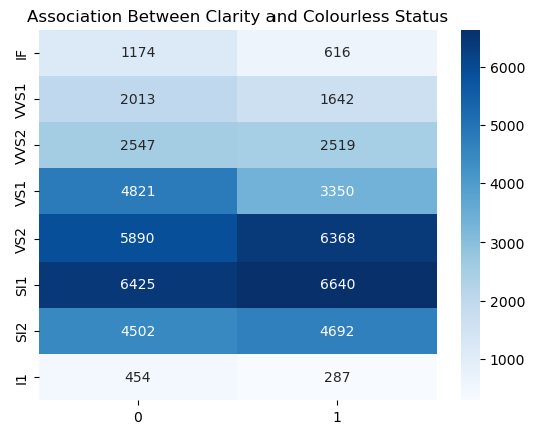 Association Between Clarity and Colourless Status
IF 1174 616
VVS1 2013 1642
VVS2 2547 2519
VS1 4821 3350
VS2 5890 6368
SI1 6425 6640
SI2 4502 4692
I1 454 287
0 1
6000
5000
4000
3000
2000
1000